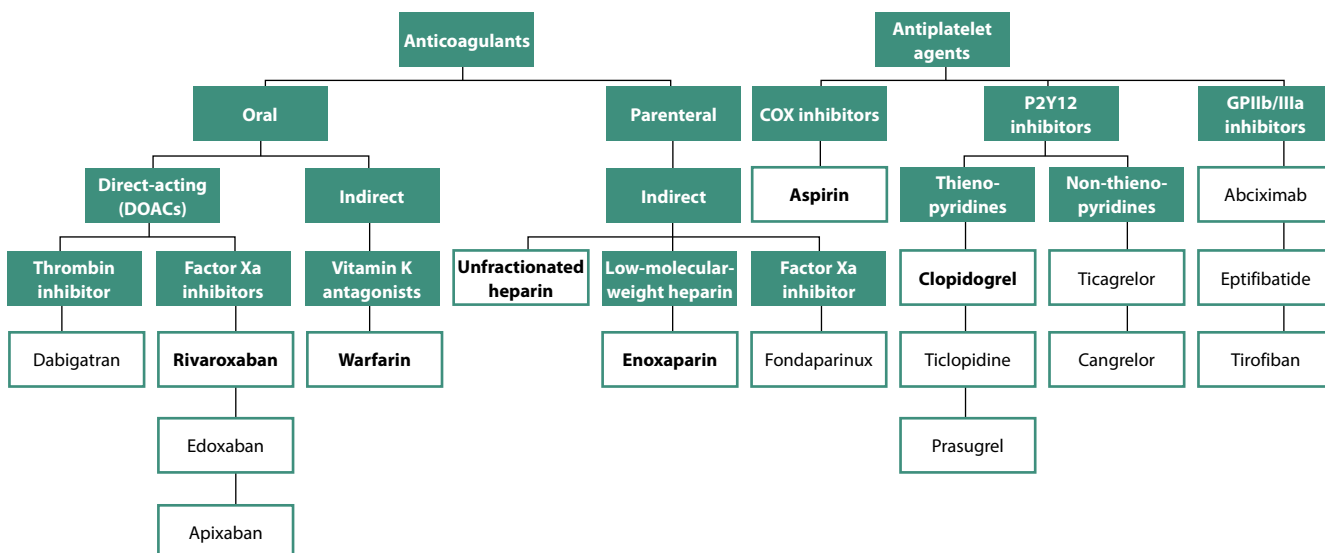 Anticoagulants
Antiplatelet
agents
Oral
Parenteral
COX inhibitors
P2Y12
inhibitors
GPIIb/IIIa
inhibitors
Direct-acting
(DOACs)
Indirect
Indirect
Aspirin
Thieno-
pyridines
Non-thieno-
pyridines
Abciximab
Thrombin
inhibitor
Factor Xa
inhibitors
Vitamin K
antagonists
Unfractionated
heparin
Low-molecular-
weight heparin
Factor Xa
inhibitor
Clopidogrel
Ticagrelor
Eptifibatide
Dabigatran
Rivaroxaban
Warfarin
Enoxaparin
Fondaparinux
Ticlopidine
Cangrelor
Tirofiban
Edoxaban
Prasugrel
Apixaban